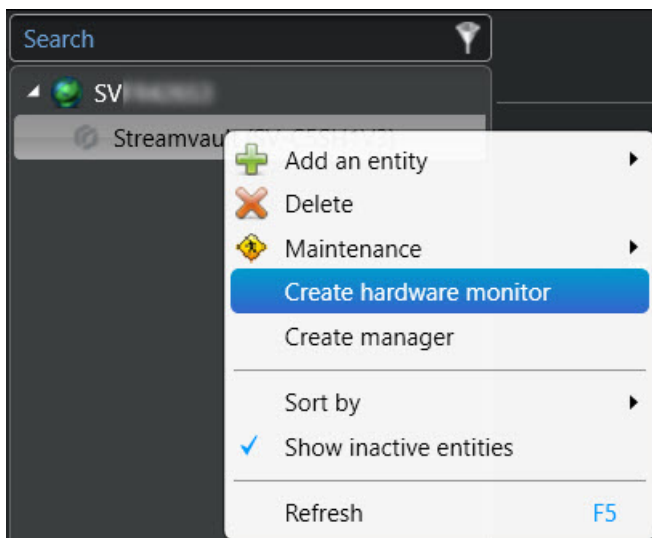 Search
SV
Streamvau
Add an entity
Delete
Maintenance
Create hardware monitor
Create manager
Sort by
Show inactive entities
Refresh F5